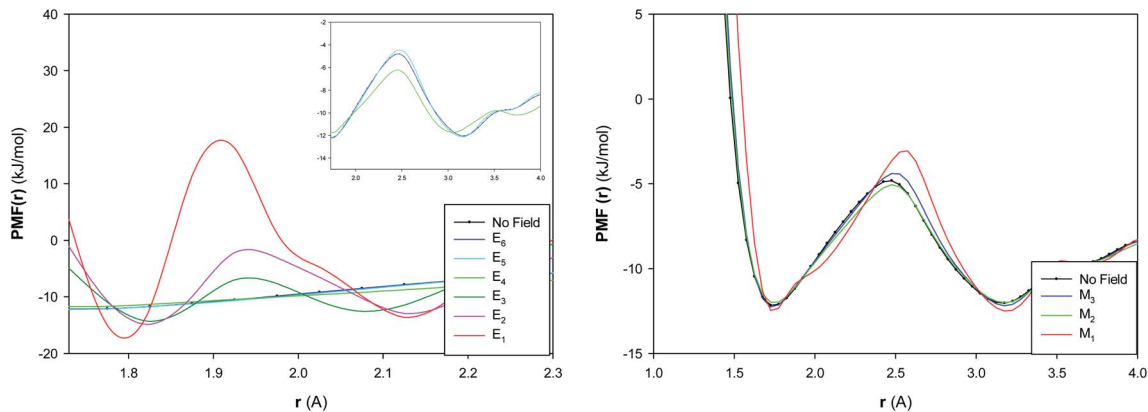 40
30
20
10
0
-10
-20
PMF(r) (kJ/mol)
1.8
1.9
2.0
2.1
2.2
2.3
r (A)
-2
-4
-6
-8
-10
-12
-14
2.0
2.5
3.0
3.5
4.0
No Field
E6
E5
E4
E3
E2
E1
5
0
-5
-10
-15
PMF (r) (kJ/mol)
1.0
1.5
2.0
2.5
3.0
3.5
4.0
r (A)
No Field
M3
M2
M1